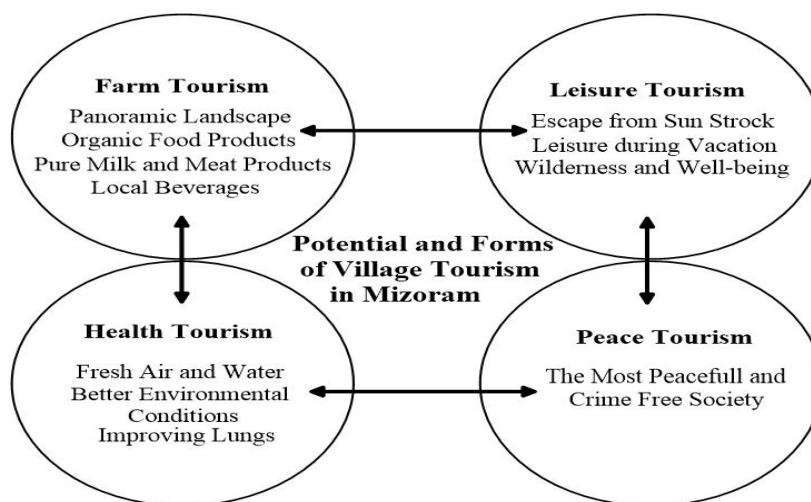 Farm Tourism
Panoramic Landscape
Organic Food Products
Pure Milk and Meat Products
Local Beverages
Leisure Tourism
Escape from Sun Strock
Leisure during Vacation
Wilderness and Well-being
Potential and Forms
of Village Tourism
in Mizoram
Health Tourism
Fresh Air and Water
Better Environmental
Conditions
Improving Lungs
Peace Tourism
The Most Peacefull and
Crime Free Society